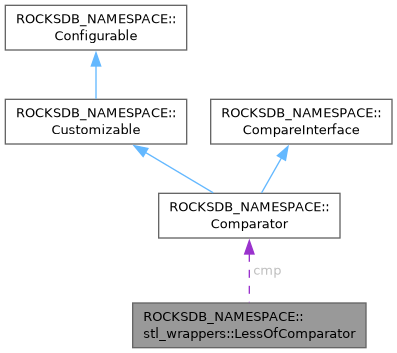 ROCKSDB_NAMESPACE::
Configurable
ROCKSDB_NAMESPACE::
Customizable
ROCKSDB_NAMESPACE::
CompareInterface
ROCKSDB_NAMESPACE::
Comparator
cmp
ROCKSDB_NAMESPACE::
stl_wrappers::LessOfComparator